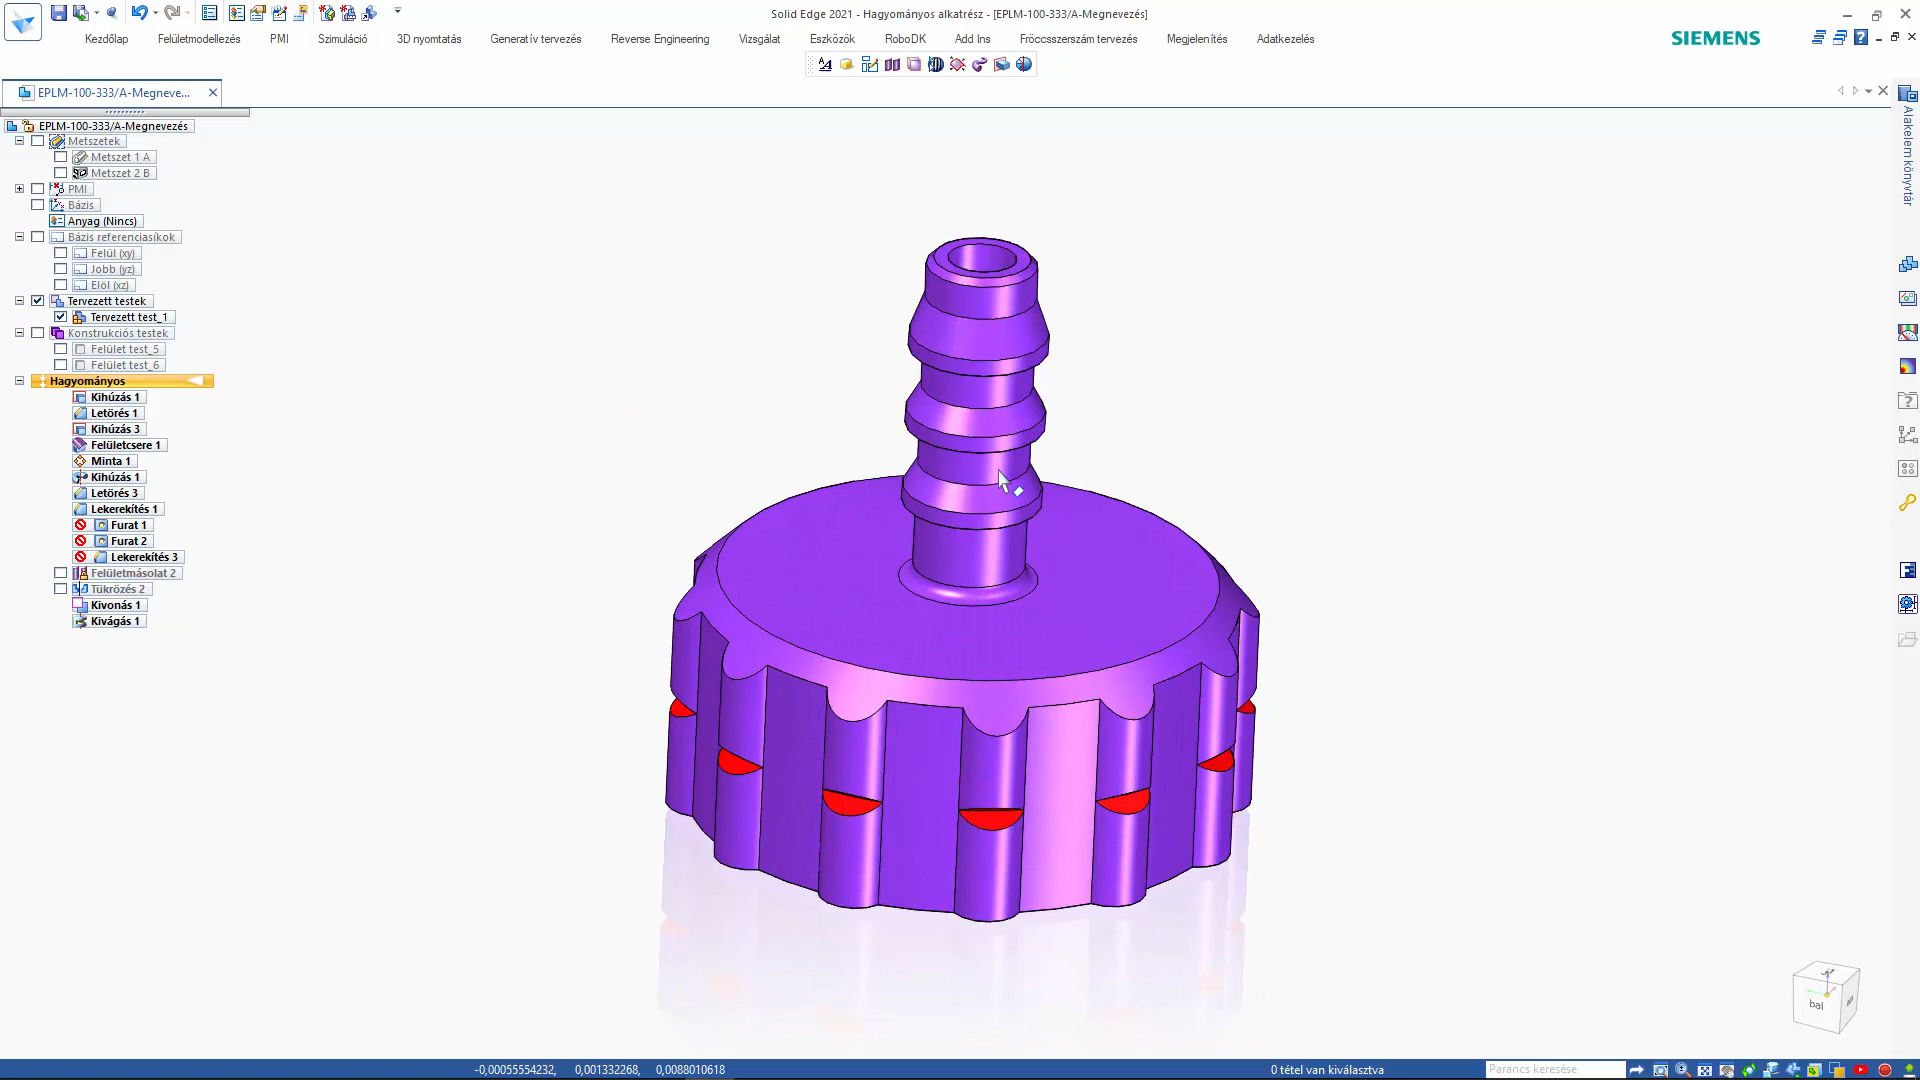 Solid Edge 2021 - Hagyományos alkatrész - [EPLM-100-333/A-Megnevezés]
Kezdőlap Felületmodellezés PMI Szimuláció 3D nyomtatás Generatív tervezés Reverse Engineering Vizsgálat Eszközök RoboDK Add Ins Fröccsszerszám tervezés Megjelenítés Adatkezelés
SIEMENS
EPLM-100-333/A-Megneve...
EPLM-100-333/A-Megnevezés
Metszetek
Metszet 1 A
Metszet 2 B
PMI
Bázis
Anyag (Nincs)
Bázis referenciasíkok
Felül (xy)
Jobb (yz)
Elöl (xz)
Tervezett testek
Tervezett test_1
Konstrukciós testek
Felület test_5
Felület test_6
Hagyományos
Kihúzás 1
Letörés 1
Kihúzás 3
Felületcsere 1
Minta 1
Kihúzás 1
Letörés 3
Lekerekítés 1
Furat 1
Furat 2
Lekerekítés 3
Felületmásolat 2
Tükrözés 2
Kivonás 1
Kivágás 1
Alakelem könyvtár
bal
-0,00055554232, 0,001332268, 0,0088010618
0 tétel van kiválasztva
Parancs keresése